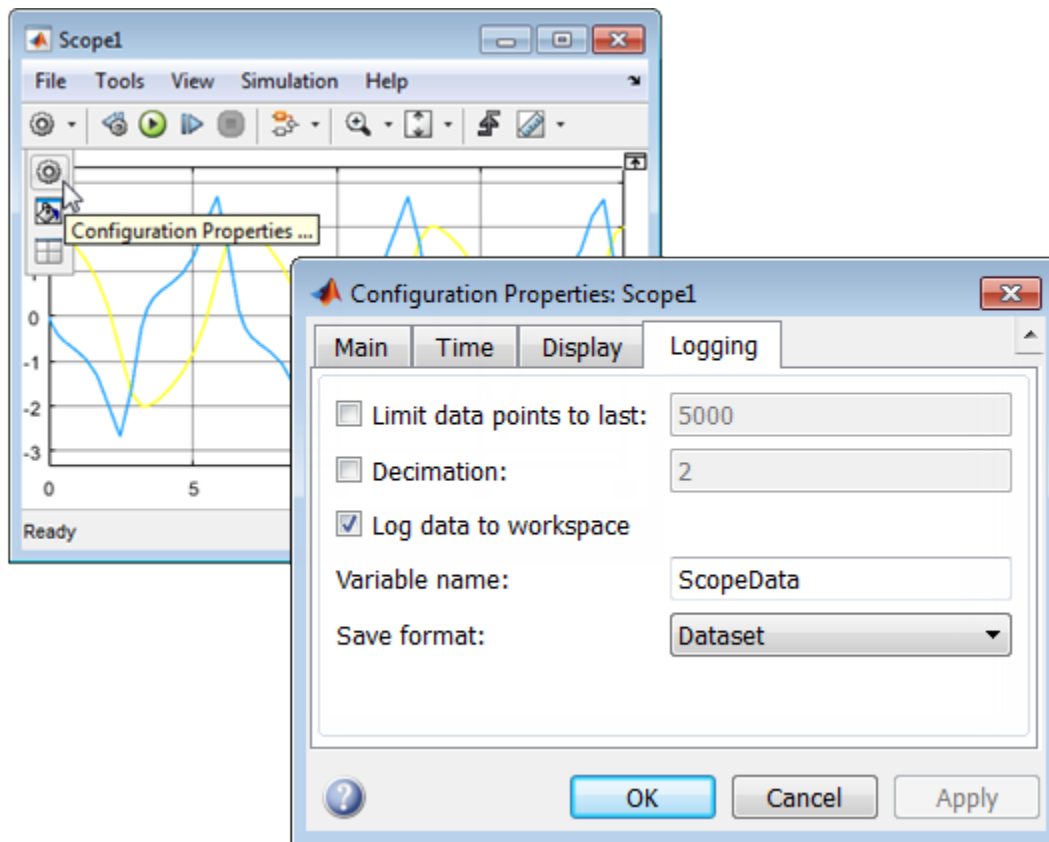 Scope1
File Tools View Simulation Help
Configuration Properties ...
0
-1
-2
-3
0 5
Ready
Configuration Properties: Scope1
Main Time Display Logging
Limit data points to last: 5000
Decimation: 2
Log data to workspace
Variable name: ScopeData
Save format: Dataset
? OK Cancel Apply